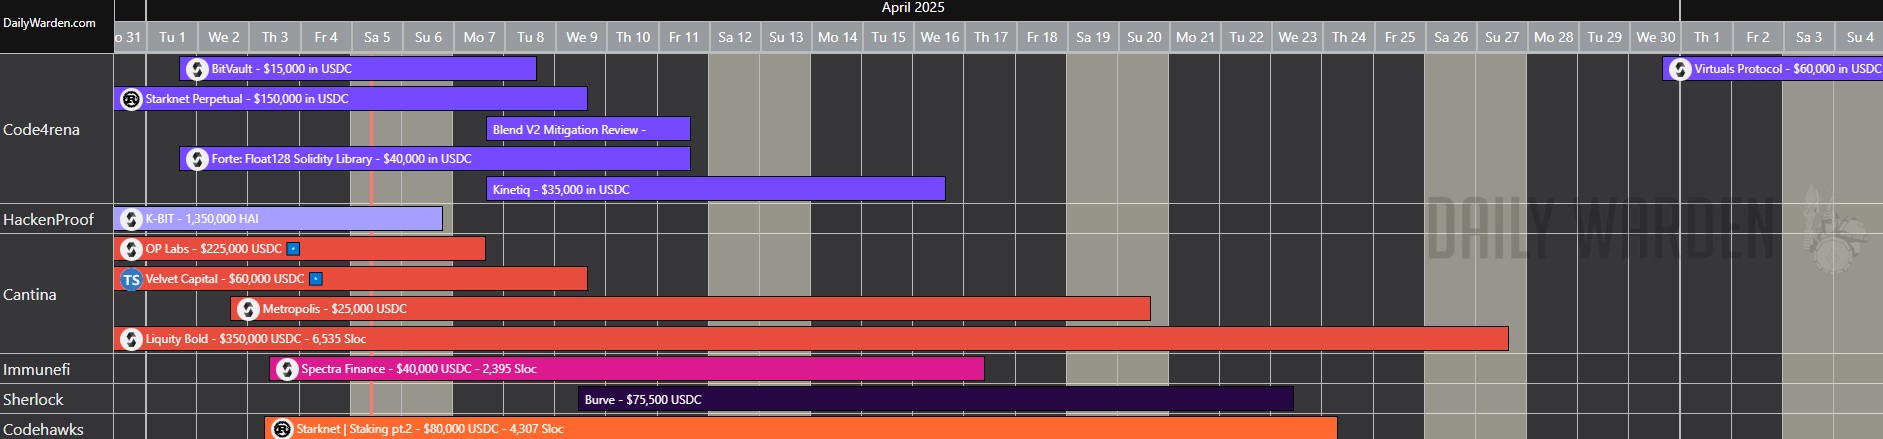 April 2025
DailyWarden.com
o 31 Tu 1 We 2 Th 3 Fr 4 Sa 5 Su 6 Mo 7 Tu 8 We 9 Th 10 Fr 11 Sa 12 Su 13 Mo 14 Tu 15 We 16 Th 17 Fr 18 Sa 19 Su 20 Mo 21 Tu 22 We 23 Th 24 Fr 25 Sa 26 Su 27 Mo 28 Tu 29 We 30 Th 1 Fr 2 Sa 3 Su 4
BitVault - $15,000 in USDC
Virtuals Protocol - $60,000 in USDC
Starknet Perpetual - $150,000 in USDC
Code4rena
Blend V2 Mitigation Review -
Forte: Float128 Solidity Library - $40,000 in USDC
Kinetiq - $35,000 in USDC
HackenProof
K-BIT - 1,350,000 HAI
DAILY WARDEN
OP Labs - $225,000 USDC
TS Velvet Capital - $60,000 USDC
Cantina
Metropolis - $25,000 USDC
Liquity Bold - $350,000 USDC - 6,535 Sloc
Immunefi
Spectra Finance - $40,000 USDC - 2,395 Sloc
Sherlock
Burve - $75,500 USDC
Codehawks
Starknet | Staking pt.2 - $80,000 USDC - 4,307 Sloc